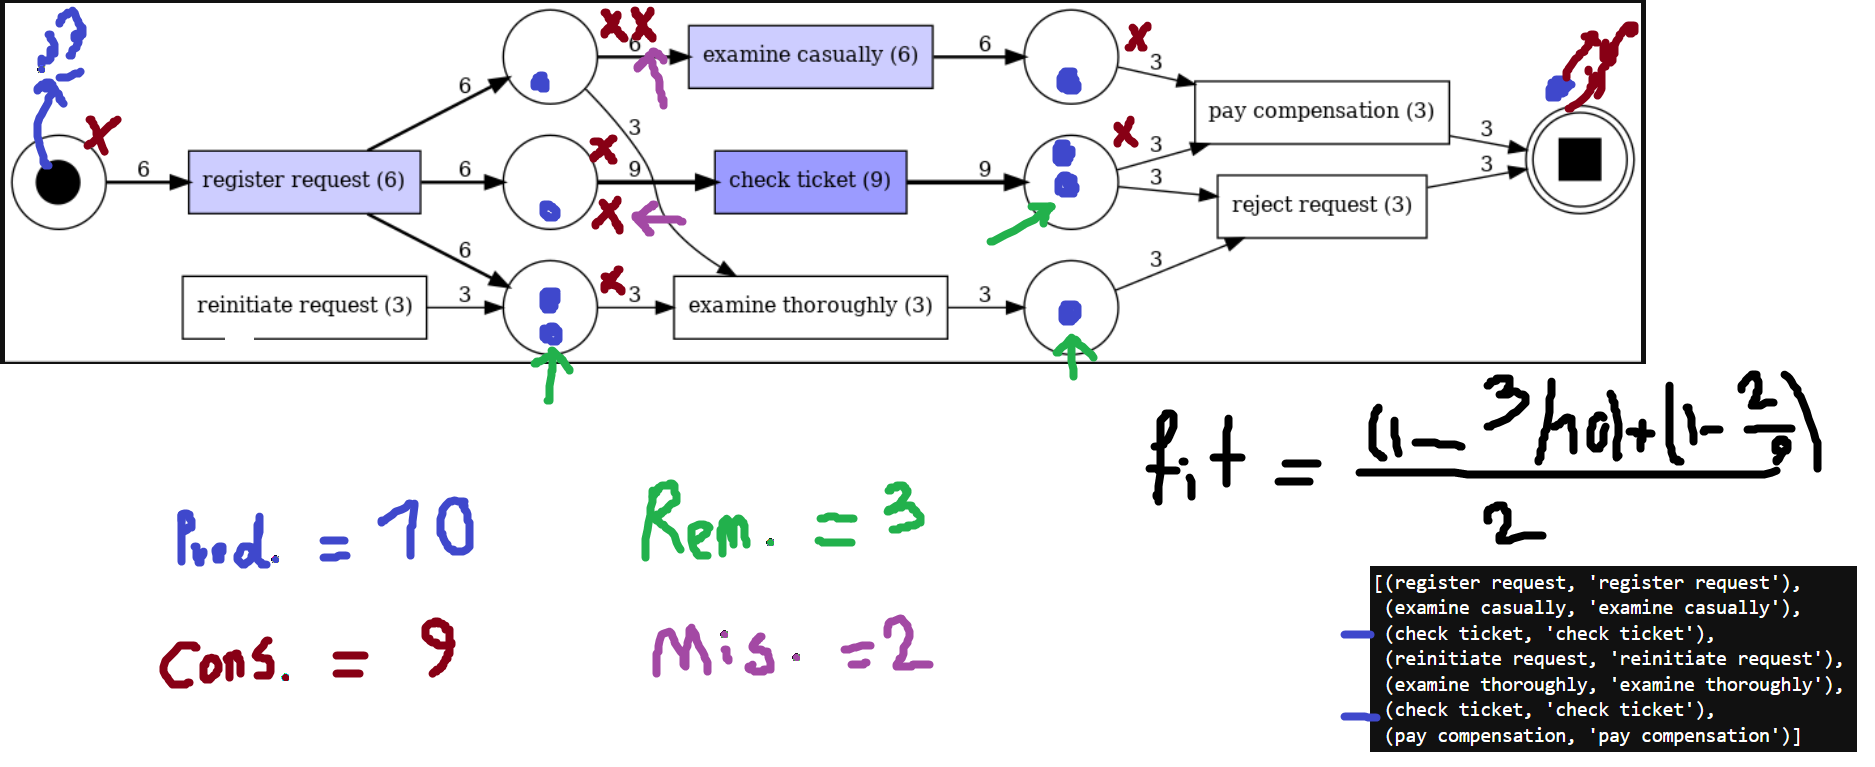 6
examine casually (6)
6
3
6
pay compensation (3)
3
3
6
register request (6)
6
9
check ticket (9)
9
3
3
3
reject request (3)
6
3
reinitiate request (3)
3
3
examine thoroughly (3)
3
fit = (1-3/10)+(1-2/9)
2
Prod. = 10
Rem. = 3
Cons. = 9
Mis. = 2
[(register request, 'register request'),
(examine casually, 'examine casually'),
(check ticket, 'check ticket'),
(reinitiate request, 'reinitiate request'),
(examine thoroughly, 'examine thoroughly'),
(check ticket, 'check ticket'),
(pay compensation, 'pay compensation')]